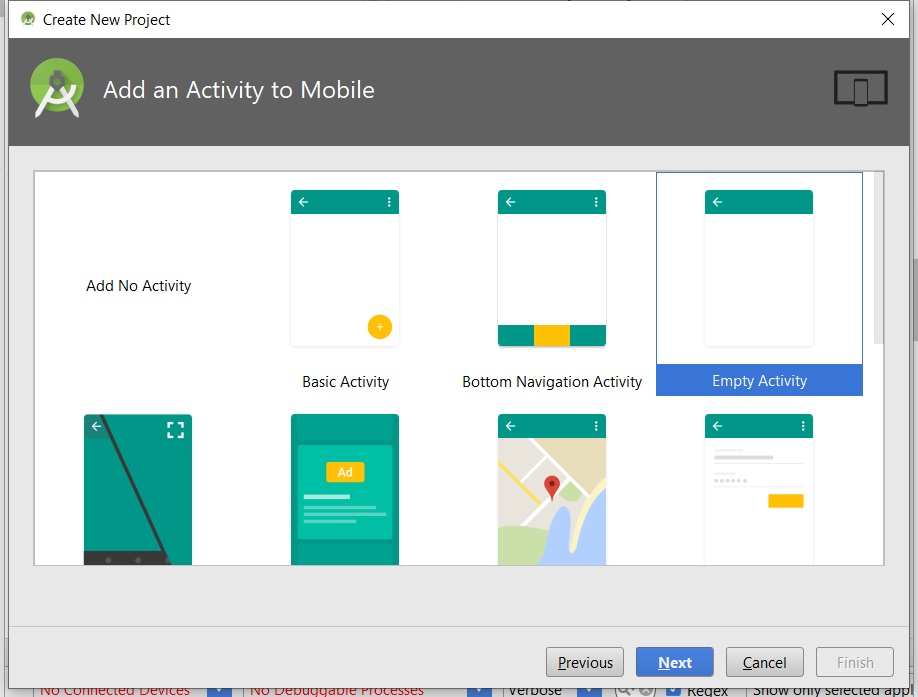 Create New Project
Add an Activity to Mobile
Add No Activity
Basic Activity
Bottom Navigation Activity
Empty Activity
Ad
Previous
Next
Cancel
Finish
No Connected Devices
No Debuggable Processes
Verbose
Regex
Show only selected appl